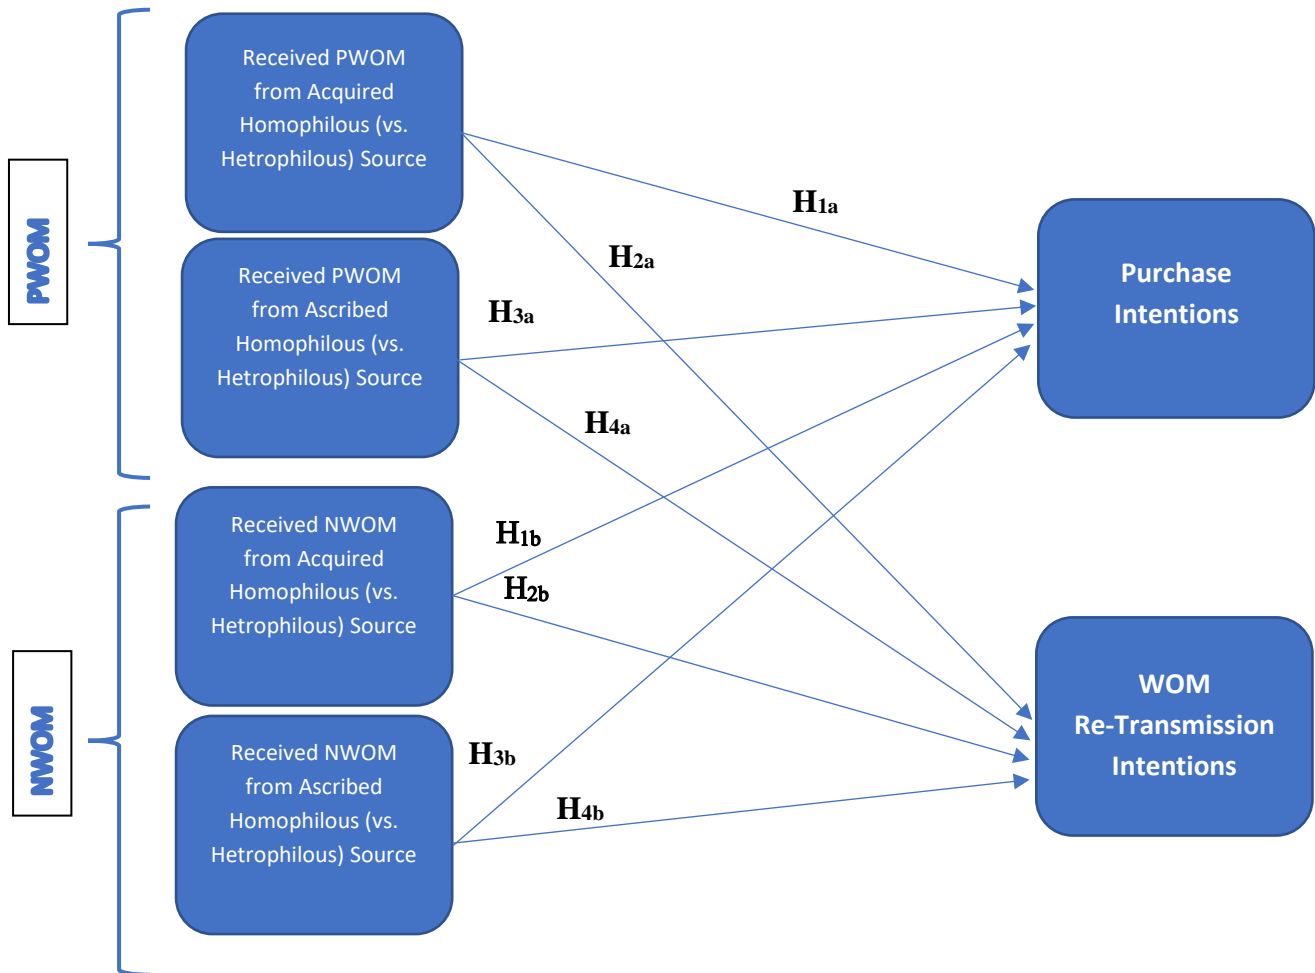 PWOM
Received PWOM
from Acquired
Homophilous (vs.
Hetrophilous) Source
Received PWOM
from Ascribed
Homophilous (vs.
Hetrophilous) Source
NWOM
Received NWOM
from Acquired
Homophilous (vs.
Hetrophilous) Source
Received NWOM
from Ascribed
Homophilous (vs.
Hetrophilous) Source
H1a
H2a
H3a
H4a
H1b
H2b
H3b
H4b
Purchase
Intentions
WOM
Re-Transmission
Intentions